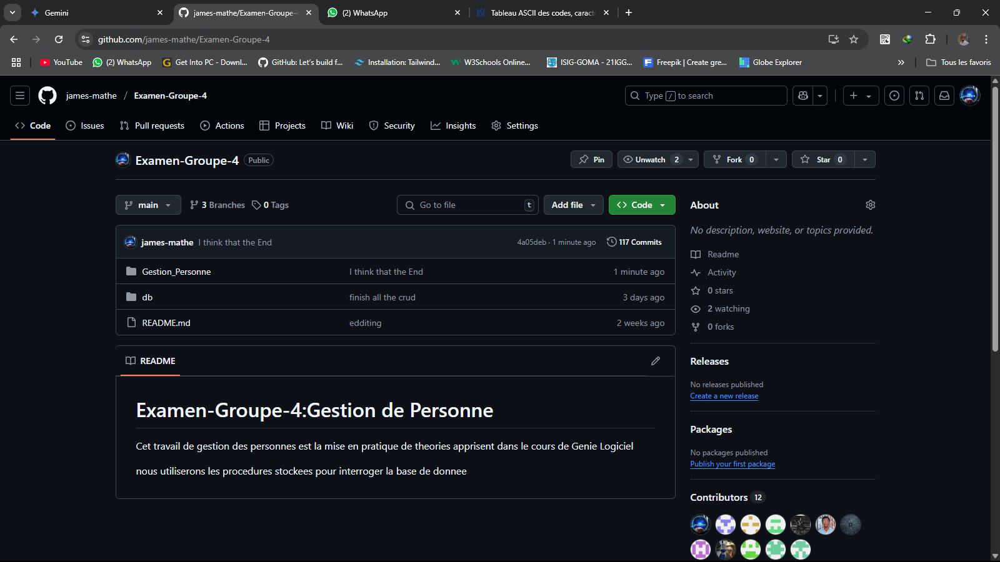 Gemini
james-mathe/Examen-Groupe-4
(2) WhatsApp
Tableau ASCII des codes, caract
github.com/james-mathe/Examen-Groupe-4
YouTube
(2) WhatsApp
Get Into PC - Downl...
GitHub: Let's build f...
Installation: Tailwind...
W3Schools Online...
ISIG-GOMA - 21IGG...
Freepik | Create gre...
Globe Explorer
Tous les favoris
james-mathe / Examen-Groupe-4
Type / to search
Code
Issues
Pull requests
Actions
Projects
Wiki
Security
Insights
Settings
Examen-Groupe-4 Public
Pin
Unwatch 2
Fork 0
Star 0
main
3 Branches
0 Tags
Go to file t
Add file
Code
james-mathe I think that the End 4a05deb · 1 minute ago 117 Commits
Gestion_Personne I think that the End 1 minute ago
db finish all the crud 3 days ago
README.md edditing 2 weeks ago
README
Examen-Groupe-4:Gestion de Personne
Cet travail de gestion des personnes est la mise en pratique de theories apprisent dans le cours de Genie Logiciel
nous utiliserons les procedures stockees pour interroger la base de donnee
About
No description, website, or topics provided.
Readme
Activity
0 stars
2 watching
0 forks
Releases
No releases published
Create a new release
Packages
No packages published
Publish your first package
Contributors 12